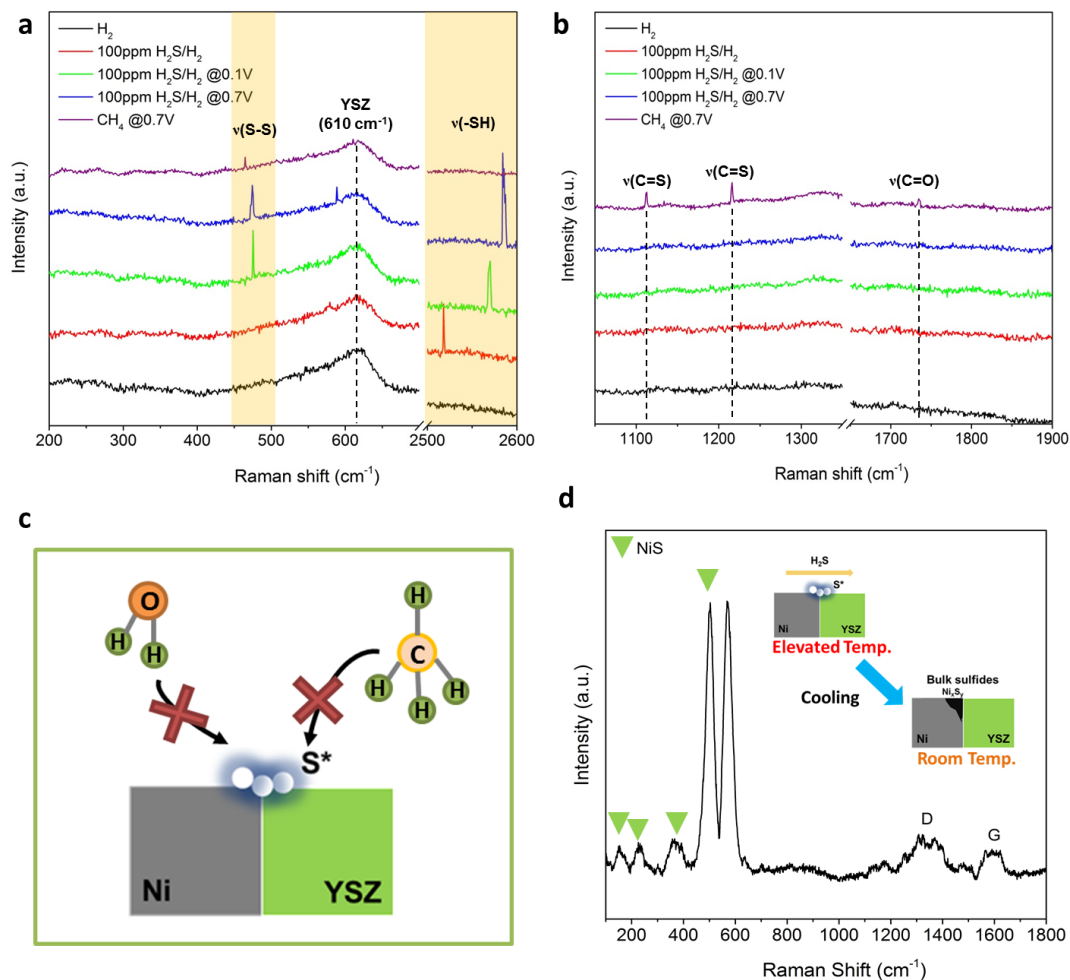 a
H₂
100ppm H₂S/H₂
100ppm H₂S/H₂ @0.1V
100ppm H₂S/H₂ @0.7V
CH₄ @0.7V
ν(S-S)
YSZ
(610 cm⁻¹)
ν(-SH)
Intensity (a.u.)
200 300 400 500 600 2500 2600
Raman shift (cm⁻¹)
b
H₂
100ppm H₂S/H₂
100ppm H₂S/H₂ @0.1V
100ppm H₂S/H₂ @0.7V
CH₄ @0.7V
ν(C=S)
ν(C=S)
ν(C=O)
Intensity (a.u.)
1100 1200 1300 1700 1800 1900
Raman shift (cm⁻¹)
c
O
H
H
H
C
H
H
H
S*
Ni
YSZ
d
NiS
H₂S
S*
Ni
YSZ
Elevated Temp.
Cooling
Bulk sulfides
NiₓSᵧ
Ni
YSZ
Room Temp.
D
G
Intensity (a.u.)
200 400 600 800 1000 1200 1400 1600 1800
Raman Shift (cm⁻¹)